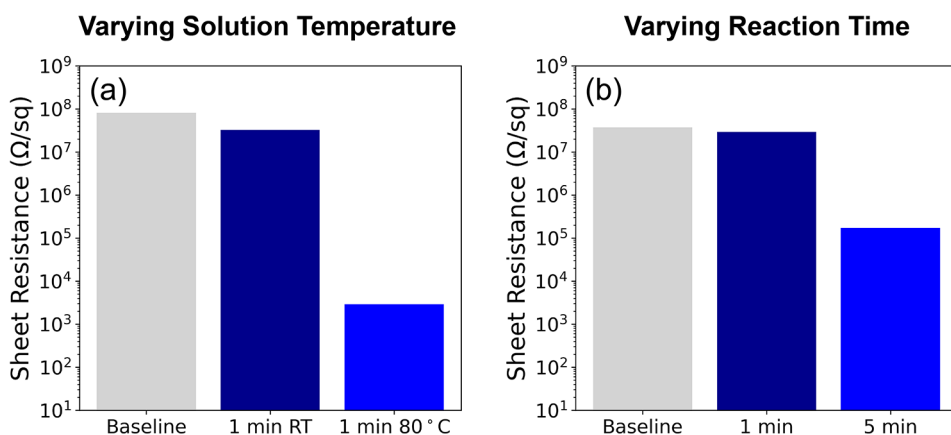 Varying Solution Temperature
Varying Reaction Time
(a)
Sheet Resistance (Ω/sq)
10⁹
10⁸
10⁷
10⁶
10⁵
10⁴
10³
10²
10¹
Baseline
1 min RT
1 min 80 °C
(b)
Sheet Resistance (Ω/sq)
10⁹
10⁸
10⁷
10⁶
10⁵
10⁴
10³
10²
10¹
Baseline
1 min
5 min